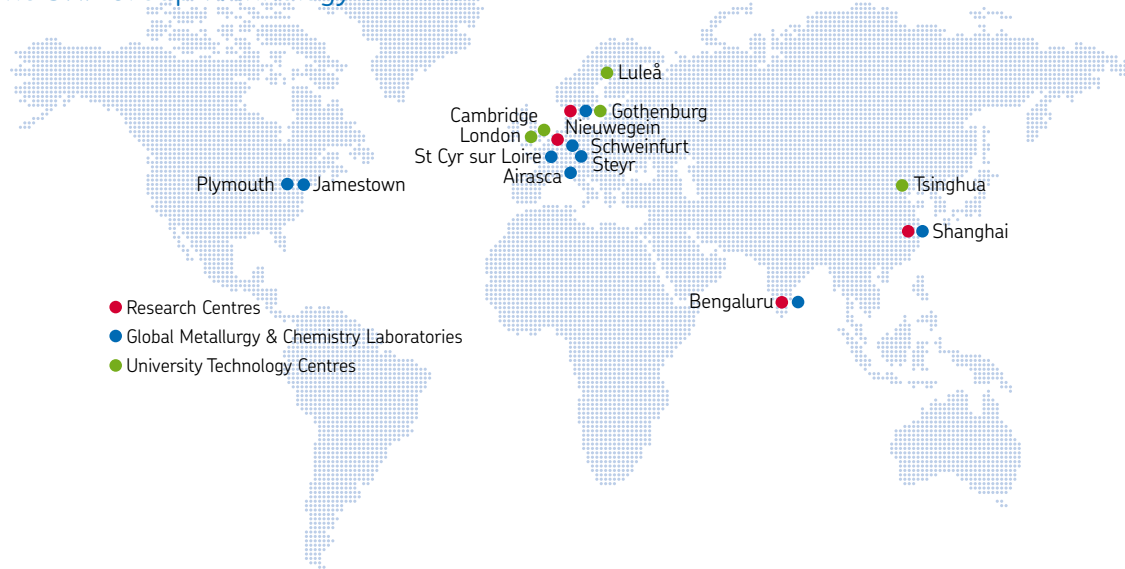 Luleå
Cambridge
Gothenburg
London
Nieuwegein
Schweinfurt
St Cyr sur Loire
Steyr
Airasca
Plymouth
Jamestown
Tsinghua
Shanghai
Bengaluru
Research Centres
Global Metallurgy & Chemistry Laboratories
University Technology Centres